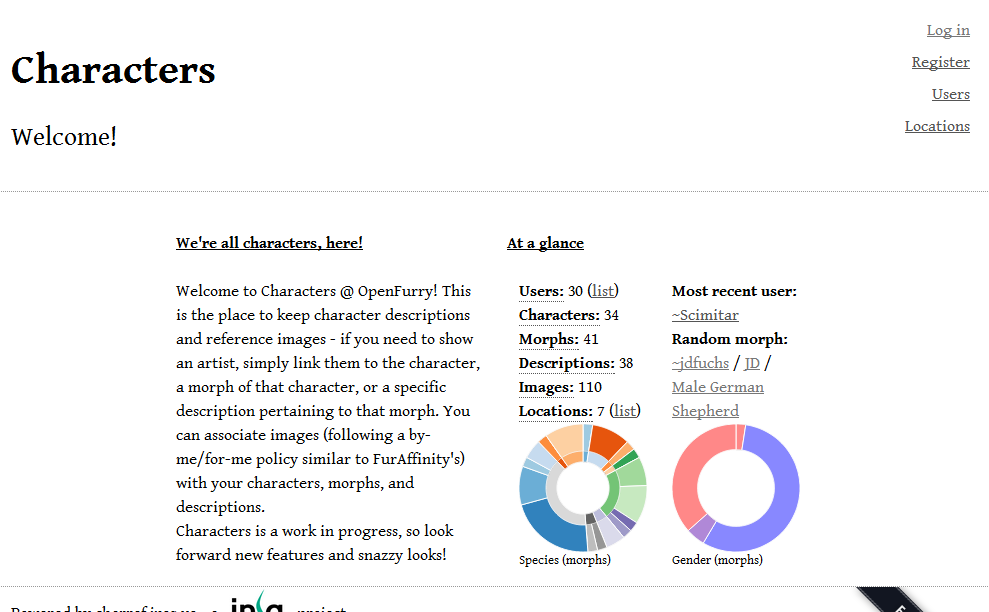 Log in
Characters
Register
Users
Welcome!
Locations
We're all characters, here!
Welcome to Characters @ OpenFurry! This
is the place to keep character descriptions
and reference images - if you need to show
an artist, simply link them to the character,
a morph of that character, or a specific
description pertaining to that morph. You
can associate images (following a by-
me/for-me policy similar to FurAffinity's)
with your characters, morphs, and
descriptions.
Characters is a work in progress, so look
forward new features and snazzy looks!
At a glance
Users: 30 (list)
Characters: 34
Morphs: 41
Descriptions: 38
Images: 110
Locations: 7 (list)
Species (morphs)
Most recent user:
~Scimitar
Random morph:
~jdfuchs / JD /
Male German
Shepherd
Gender (morphs)
Powered by
project